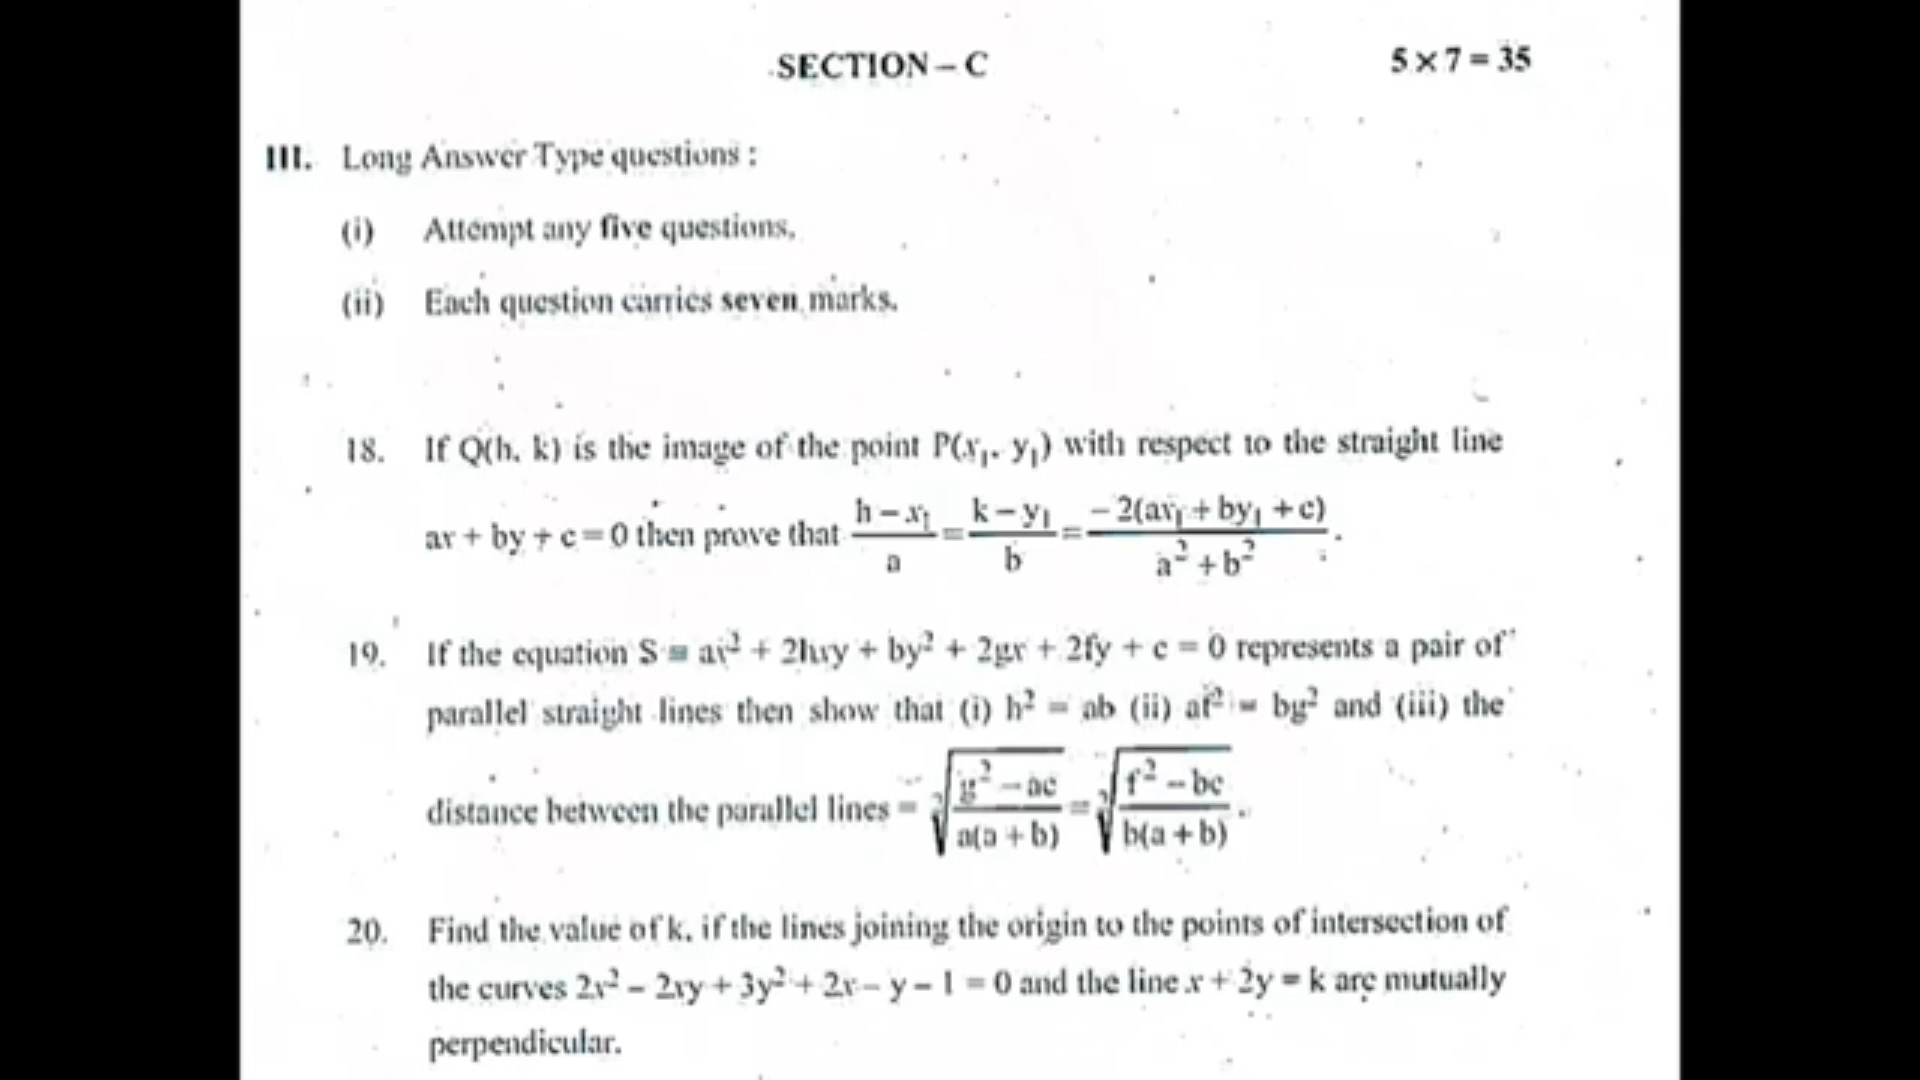 SECTION – C 5 × 7 = 35
III. Long Answer Type questions :
(i) Attempt any five questions.
(ii) Each question carries seven marks.
18. If Q(h, k) is the image of the point P(x₁, y₁) with respect to the straight line
ax + by + c = 0 then prove that (h – x₁)/a = (k – y₁)/b = –2(ax₁ + by₁ + c)/(a² + b²).
19. If the equation S ≡ ax² + 2hxy + by² + 2gx + 2fy + c = 0 represents a pair of
parallel straight lines then show that (i) h² = ab (ii) af² = bg² and (iii) the
distance between the parallel lines = 2√((g² – ac)/(a(a + b))) = 2√((f² – bc)/(b(a + b))).
20. Find the value of k, if the lines joining the origin to the points of intersection of
the curves 2x² – 2xy + 3y² + 2x – y – 1 = 0 and the line x + 2y = k are mutually
perpendicular.